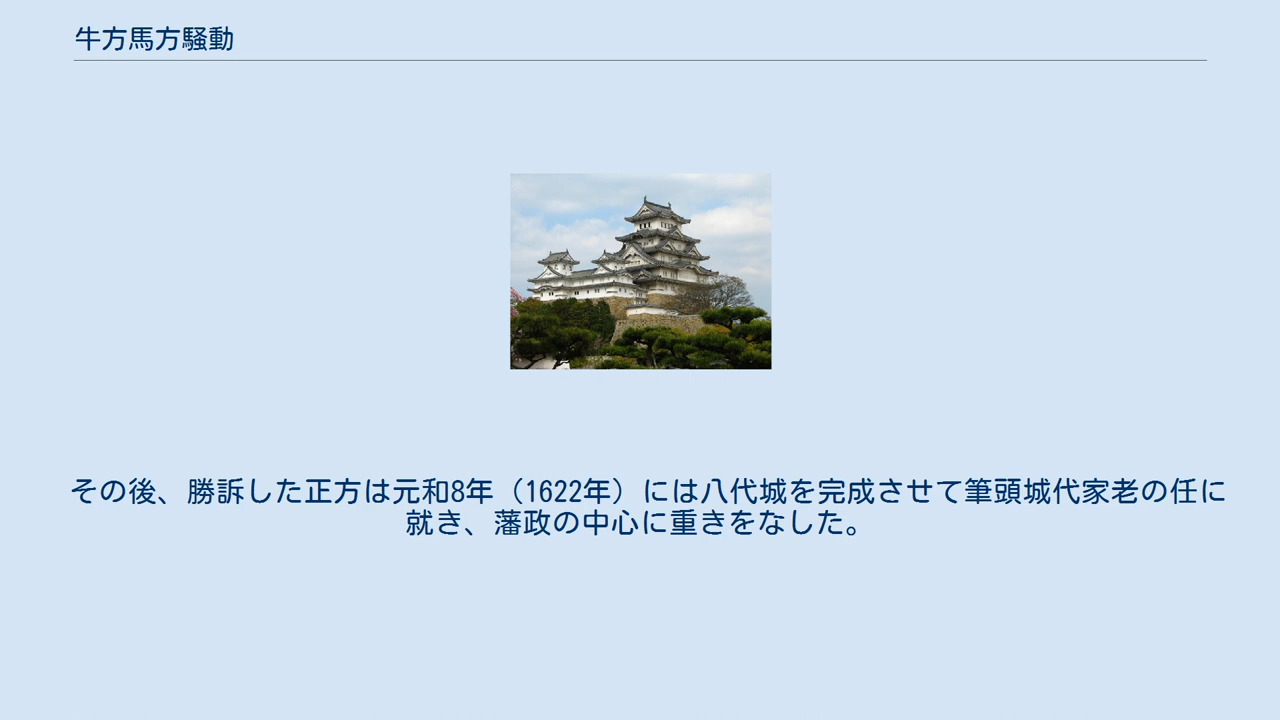 牛方馬方騒動
その後、勝訴した正方は元和8年（1622年）には八代城を完成させて筆頭城代家老の任に
就き、藩政の中心に重きをなした。